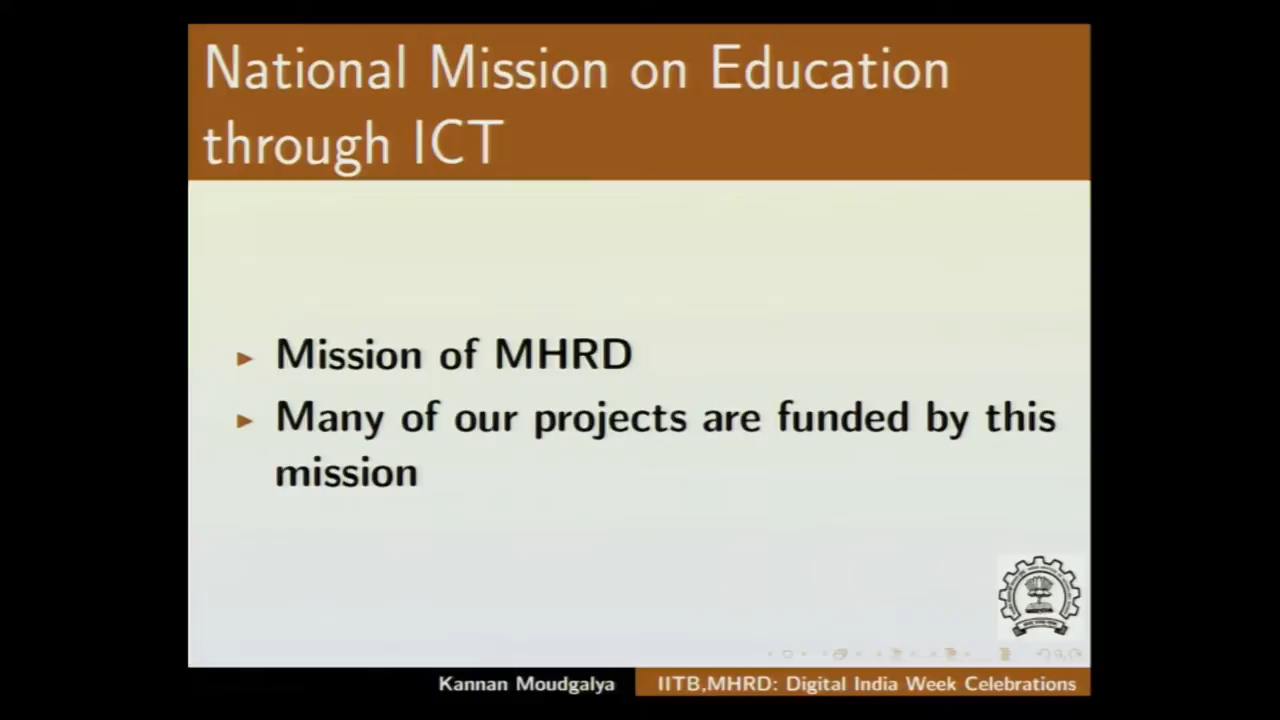 National Mission on Education
through ICT
Mission of MHRD
Many of our projects are funded by this
mission
Kannan Moudgalya
IITB,MHRD: Digital India Week Celebrations